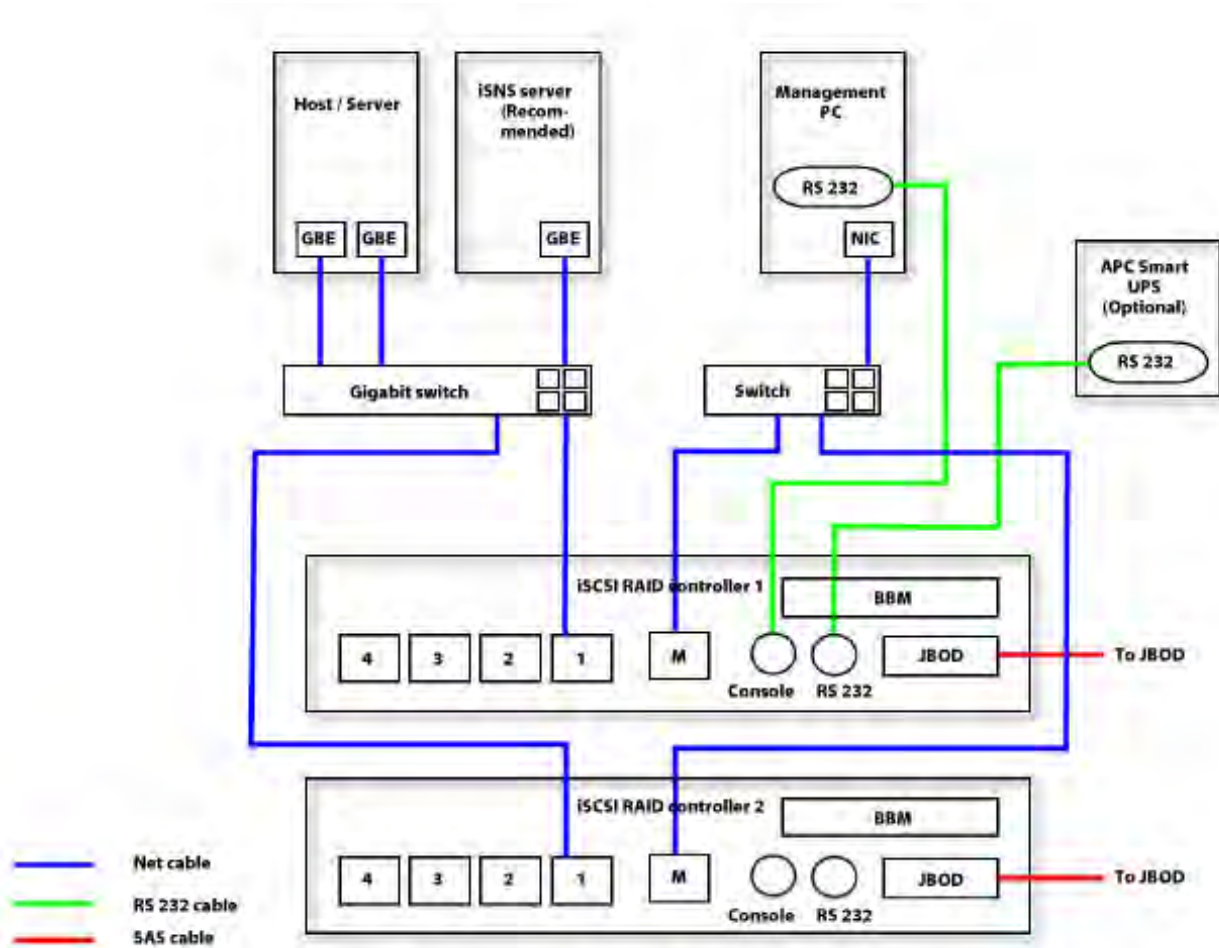 Host / Server
GBE
GBE
iSNS server
(Recom-
mended)
GBE
Management
PC
RS 232
NIC
APC Smart
UPS
(Optional)
RS 232
Gigabit switch
Switch
iSCSI RAID controller 1
BBM
4
3
2
1
M
Console
RS 232
JBOD
To JBOD
iSCSI RAID controller 2
BBM
4
3
2
1
M
Console
RS 232
JBOD
To JBOD
Net cable
RS 232 cable
SAS cable